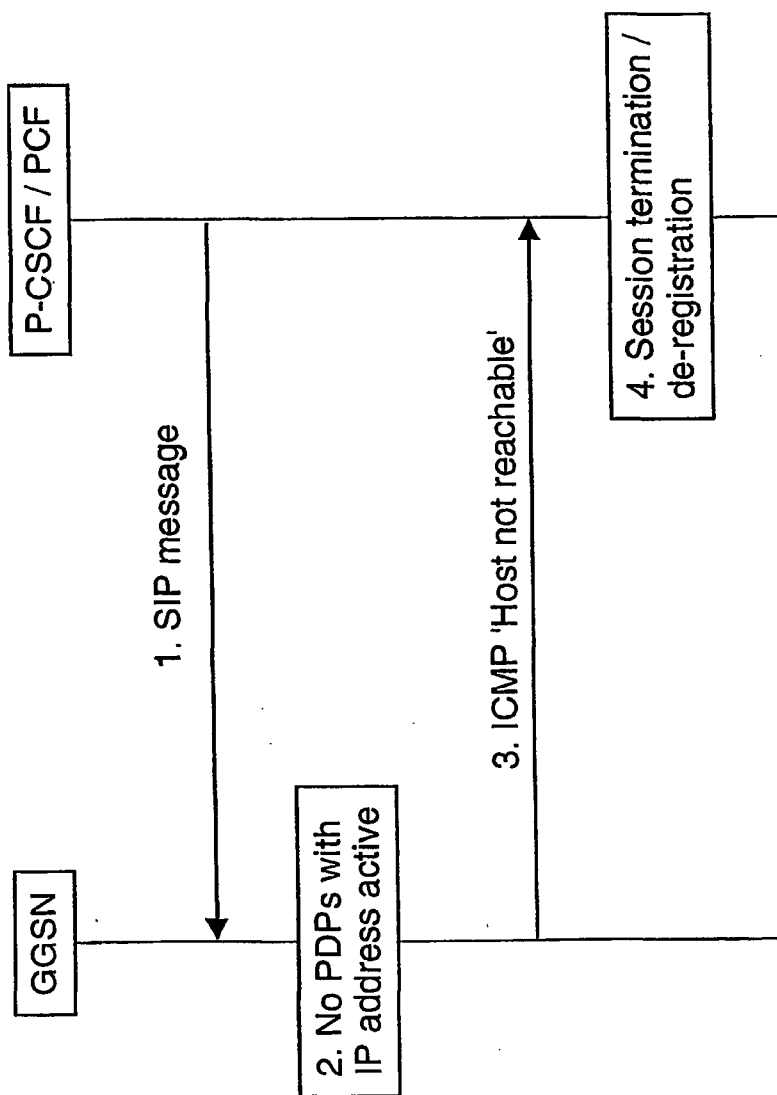 GGSN
P-CSCF / PCF
1. SIP message
2. No PDPs with
IP address active
3. ICMP 'Host not reachable'
4. Session termination /
de-registration